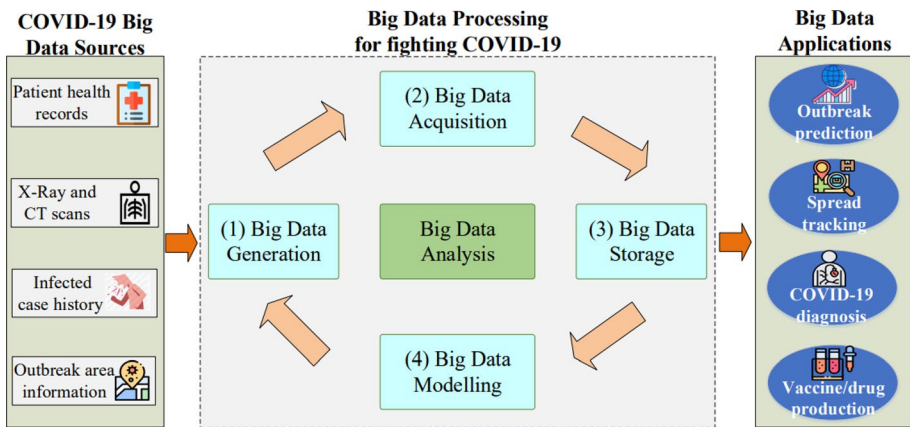 COVID-19 Big
Data Sources
Patient health
records
X-Ray and
CT scans
Infected
case history
Outbreak area
information
Big Data Processing
for fighting COVID-19
(2) Big Data
Acquisition
(1) Big Data
Generation
Big Data
Analysis
(3) Big Data
Storage
(4) Big Data
Modelling
Big Data
Applications
Outbreak
prediction
Spread
tracking
COVID-19
diagnosis
Vaccine/drug
production